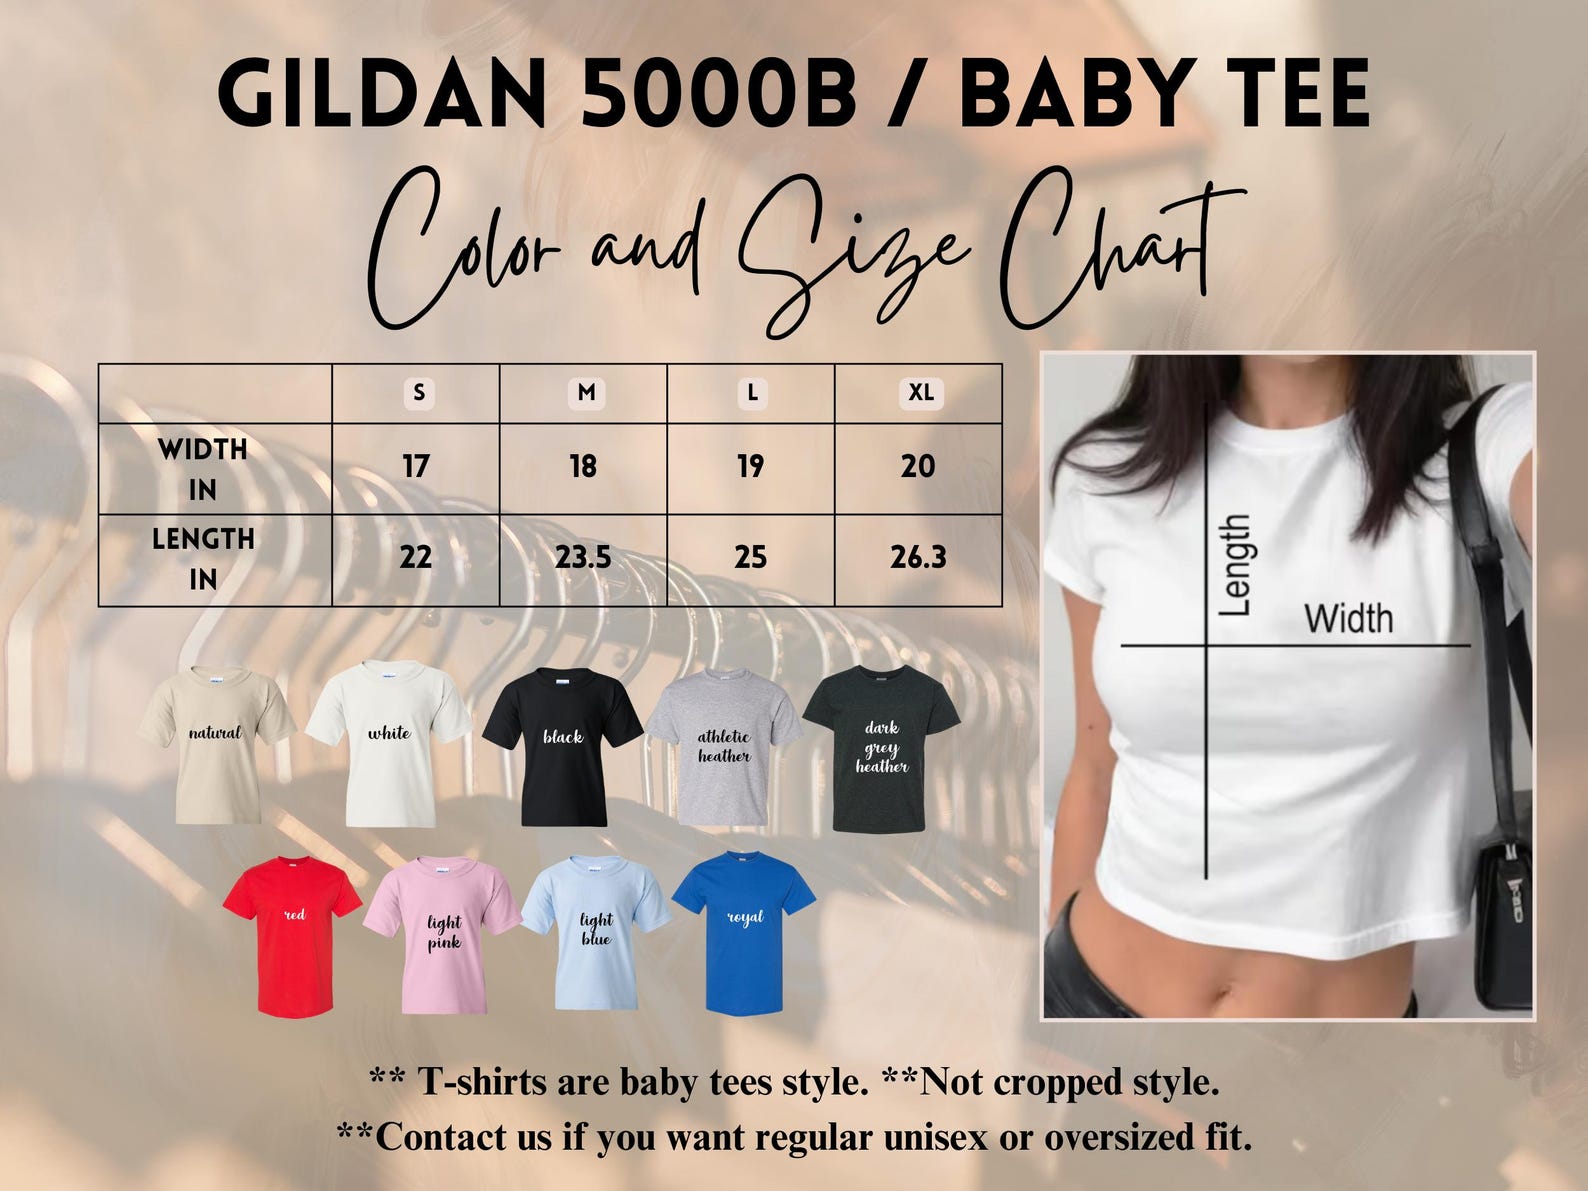 GILDAN 5000B / BABY TEE
Color and Size Chart
S M L XL
WIDTH
IN
17 18 19 20
LENGTH
IN
22 23.5 25 26.3
Length
Width
natural
white
black
athletic
heather
dark
grey
heather
red
light
pink
light
blue
royal
** T-shirts are baby tees style. **Not cropped style.
**Contact us if you want regular unisex or oversized fit.